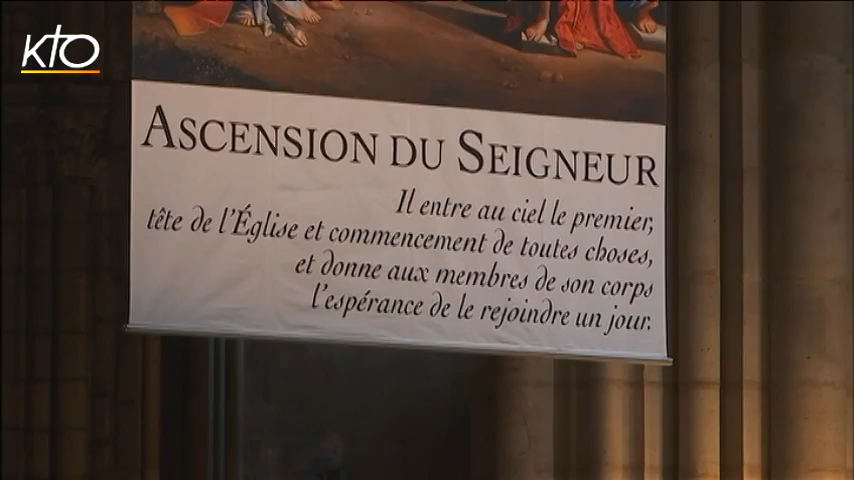 KTO
ASCENSION DU SEIGNEUR
Il entre au ciel le premier,
tête de l'Église et commencement de toutes choses,
et donne aux membres de son corps
l'espérance de le rejoindre un jour.